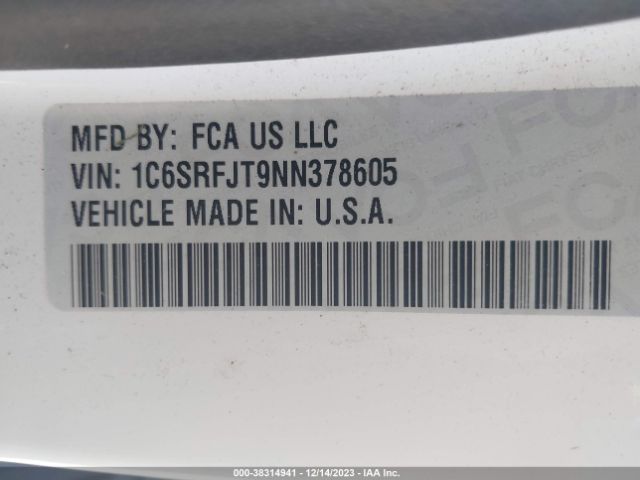 MFD BY: FCA US LLC
VIN: 1C6SRFJT9NN378605
VEHICLE MADE IN: U.S.A.
000-38314941 - 12/14/2023 - IAA Inc.